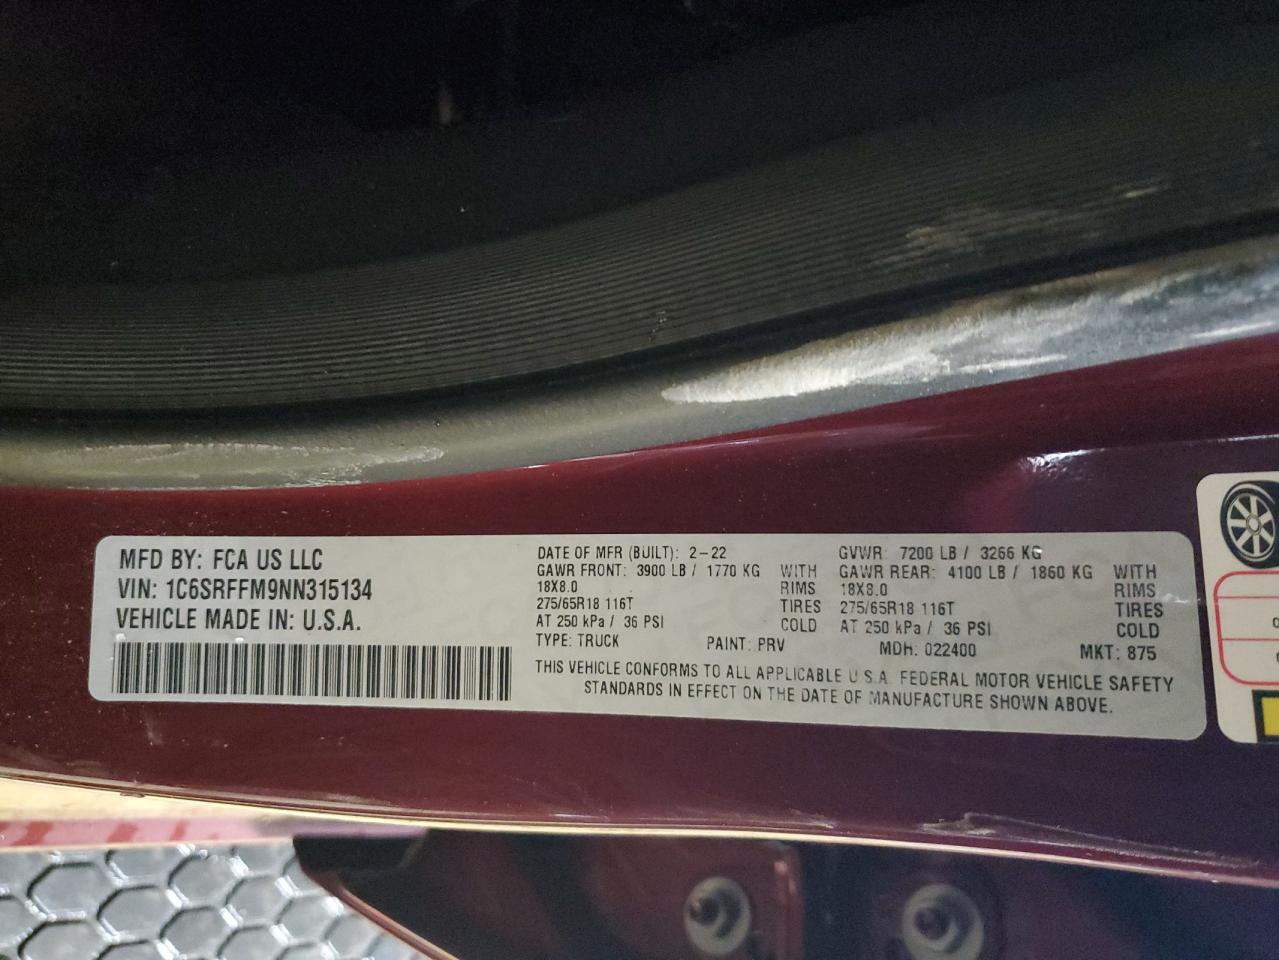 MFD BY: FCA US LLC
VIN: 1C6SRFFM9NN315134
VEHICLE MADE IN: U.S.A.
DATE OF MFR (BUILT): 2-22
GAWR FRONT: 3900 LB / 1770 KG WITH
18X8.0 RIMS
275/65R18 116T TIRES
AT 250 kPa / 36 PSI COLD
TYPE: TRUCK PAINT: PRV
GVWR: 7200 LB / 3266 KG
GAWR REAR: 4100 LB / 1860 KG WITH
18X8.0 RIMS
275/65R18 116T TIRES
AT 250 kPa / 36 PSI COLD
MDH: 022400 MKT: 875
THIS VEHICLE CONFORMS TO ALL APPLICABLE U.S.A. FEDERAL MOTOR VEHICLE SAFETY
STANDARDS IN EFFECT ON THE DATE OF MANUFACTURE SHOWN ABOVE.